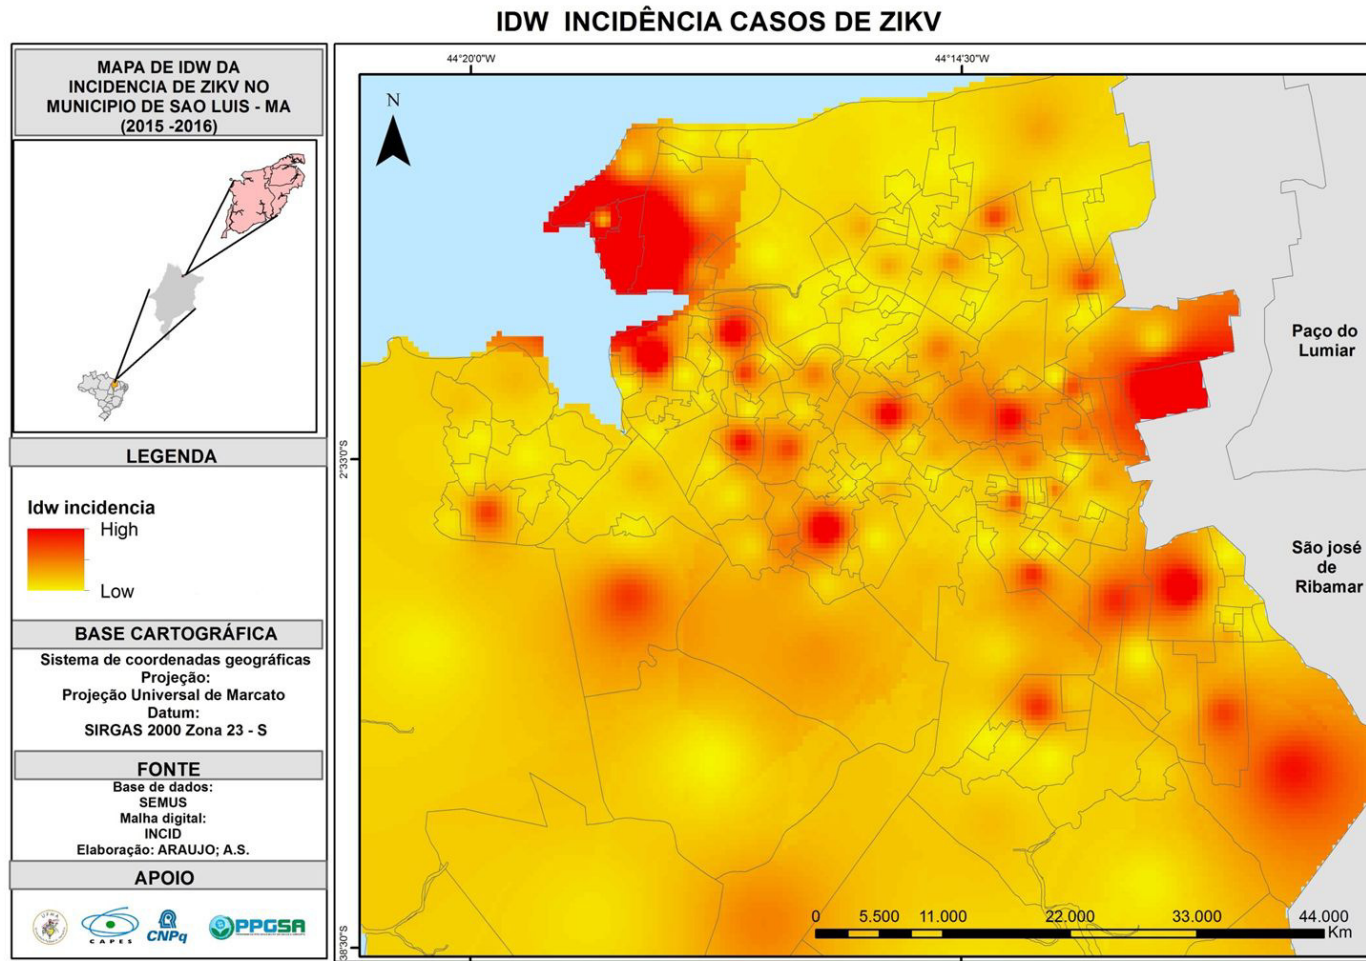 IDW INCIDÊNCIA CASOS DE ZIKV
MAPA DE IDW DA
INCIDENCIA DE ZIKV NO
MUNICIPIO DE SAO LUIS - MA
(2015 -2016)
LEGENDA
Idw incidencia
High
Low
BASE CARTOGRÁFICA
Sistema de coordenadas geográficas
Projeção:
Projeção Universal de Marcato
Datum:
SIRGAS 2000 Zona 23 - S
FONTE
Base de dados:
SEMUS
Malha digital:
INCID
Elaboração: ARAUJO; A.S.
APOIO
CAPES
CNPq
PPGSA
44°20'0"W
44°14'30"W
N
2°33'0"S
38'30"S
Paço do
Lumiar
São josé
de
Ribamar
0 5.500 11.000 22.000 33.000 44.000
Km